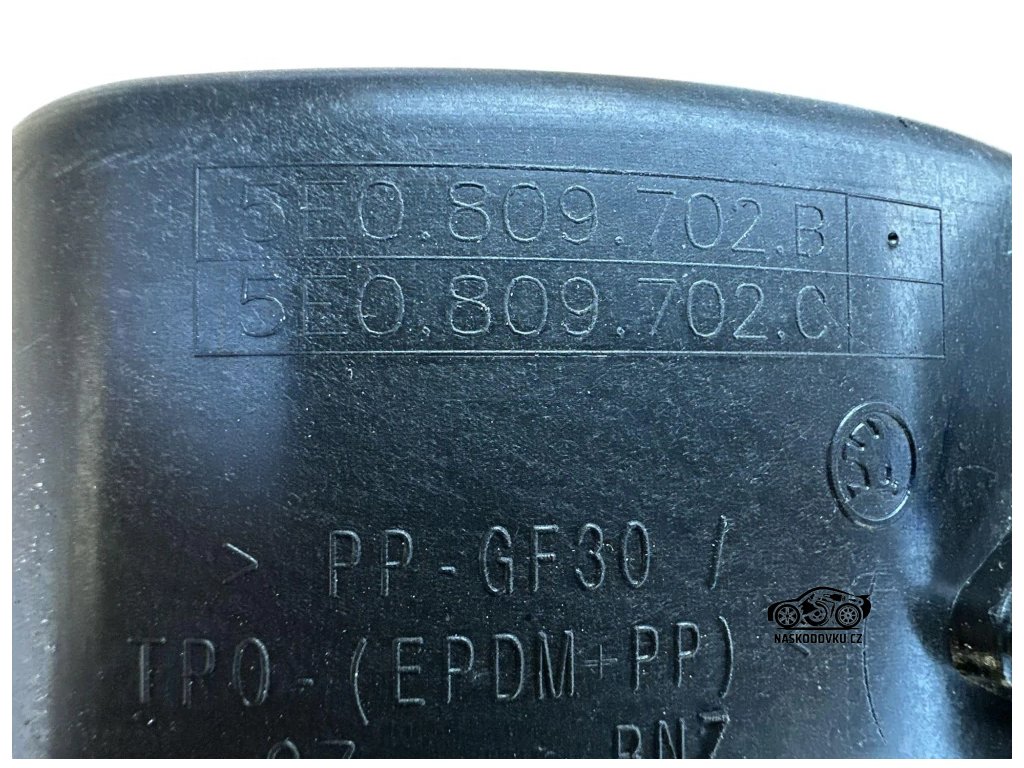 5E0.809.702.B
5E0.809.702.C
> PP-GF30 /
TPO-(EPDM+PP) <
NASKODOVKU.CZ